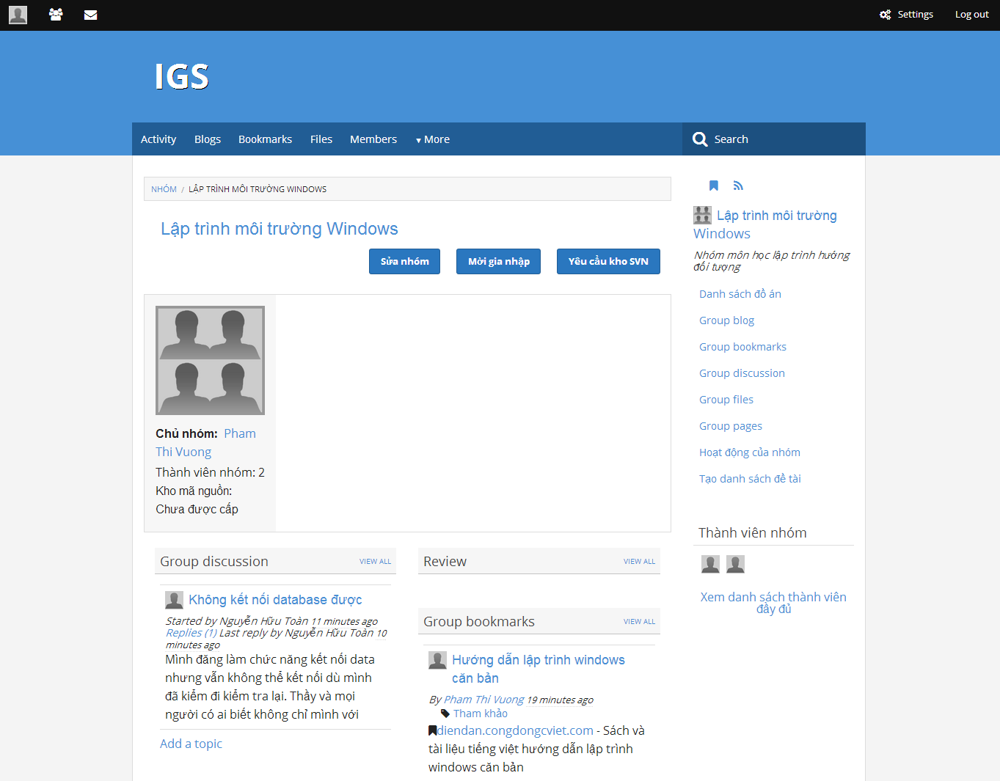 Settings Log out
IGS
Activity Blogs Bookmarks Files Members ▾ More Search
NHÓM / LẬP TRÌNH MÔI TRƯỜNG WINDOWS
Lập trình môi trường Windows
Sửa nhóm Mời gia nhập Yêu cầu kho SVN
Chủ nhóm: Pham
Thi Vuong
Thành viên nhóm: 2
Kho mã nguồn:
Chưa được cấp
Group discussion VIEW ALL
Không kết nối database được
Started by Nguyễn Hữu Toàn 11 minutes ago
Replies (1) Last reply by Nguyễn Hữu Toàn 10
minutes ago
Mình đăng làm chức năng kết nối data
nhưng vẫn không thể kết nối dù mình
đã kiểm đi kiểm tra lại. Thầy và mọi
người có ai biết không chỉ mình với
Add a topic
Review VIEW ALL
Group bookmarks VIEW ALL
Hướng dẫn lập trình windows
căn bản
By Pham Thi Vuong 19 minutes ago
Tham khảo
diendan.congdongcviet.com - Sách và
tài liệu tiếng việt hướng dẫn lập trình
windows căn bản
Lập trình môi trường
Windows
Nhóm môn học lập trình hướng
đối tượng
Danh sách đồ án
Group blog
Group bookmarks
Group discussion
Group files
Group pages
Hoạt động của nhóm
Tạo danh sách đề tài
Thành viên nhóm
Xem danh sách thành viên
đầy đủ